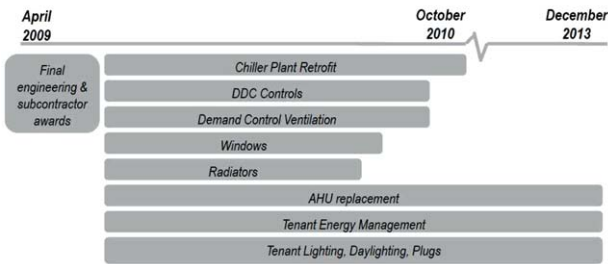 April
2009
October
2010
December
2013
Final
engineering &
subcontractor
awards
Chiller Plant Retrofit
DDC Controls
Demand Control Ventilation
Windows
Radiators
AHU replacement
Tenant Energy Management
Tenant Lighting, Daylighting, Plugs